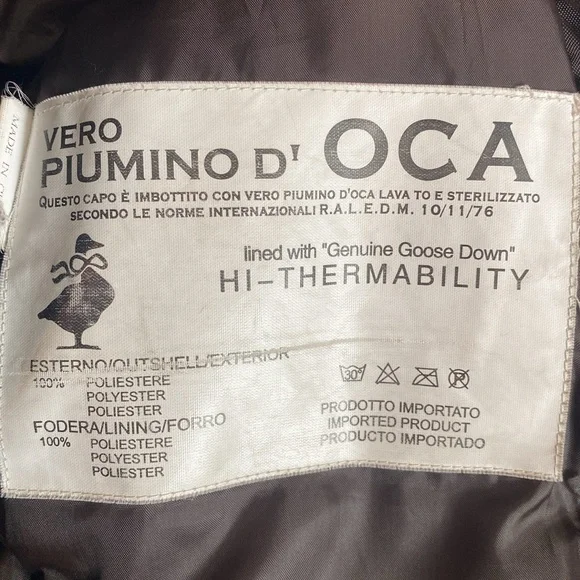 MADE IN
VERO
PIUMINO D' OCA
QUESTO CAPO È IMBOTTITO CON VERO PIUMINO D'OCA LAVA TO E STERILIZZATO
SECONDO LE NORME INTERNAZIONALI R.A.L.E.D.M. 10/11/76
lined with "Genuine Goose Down"
HI-THERMABILITY
ESTERNO/OUTSHELL/EXTERIOR
100% POLIESTERE
POLYESTER
POLIESTER
FODERA/LINING/FORRO
100% POLIESTERE
POLYESTER
POLIESTER
30°
PRODOTTO IMPORTATO
IMPORTED PRODUCT
PRODUCTO IMPORTADO